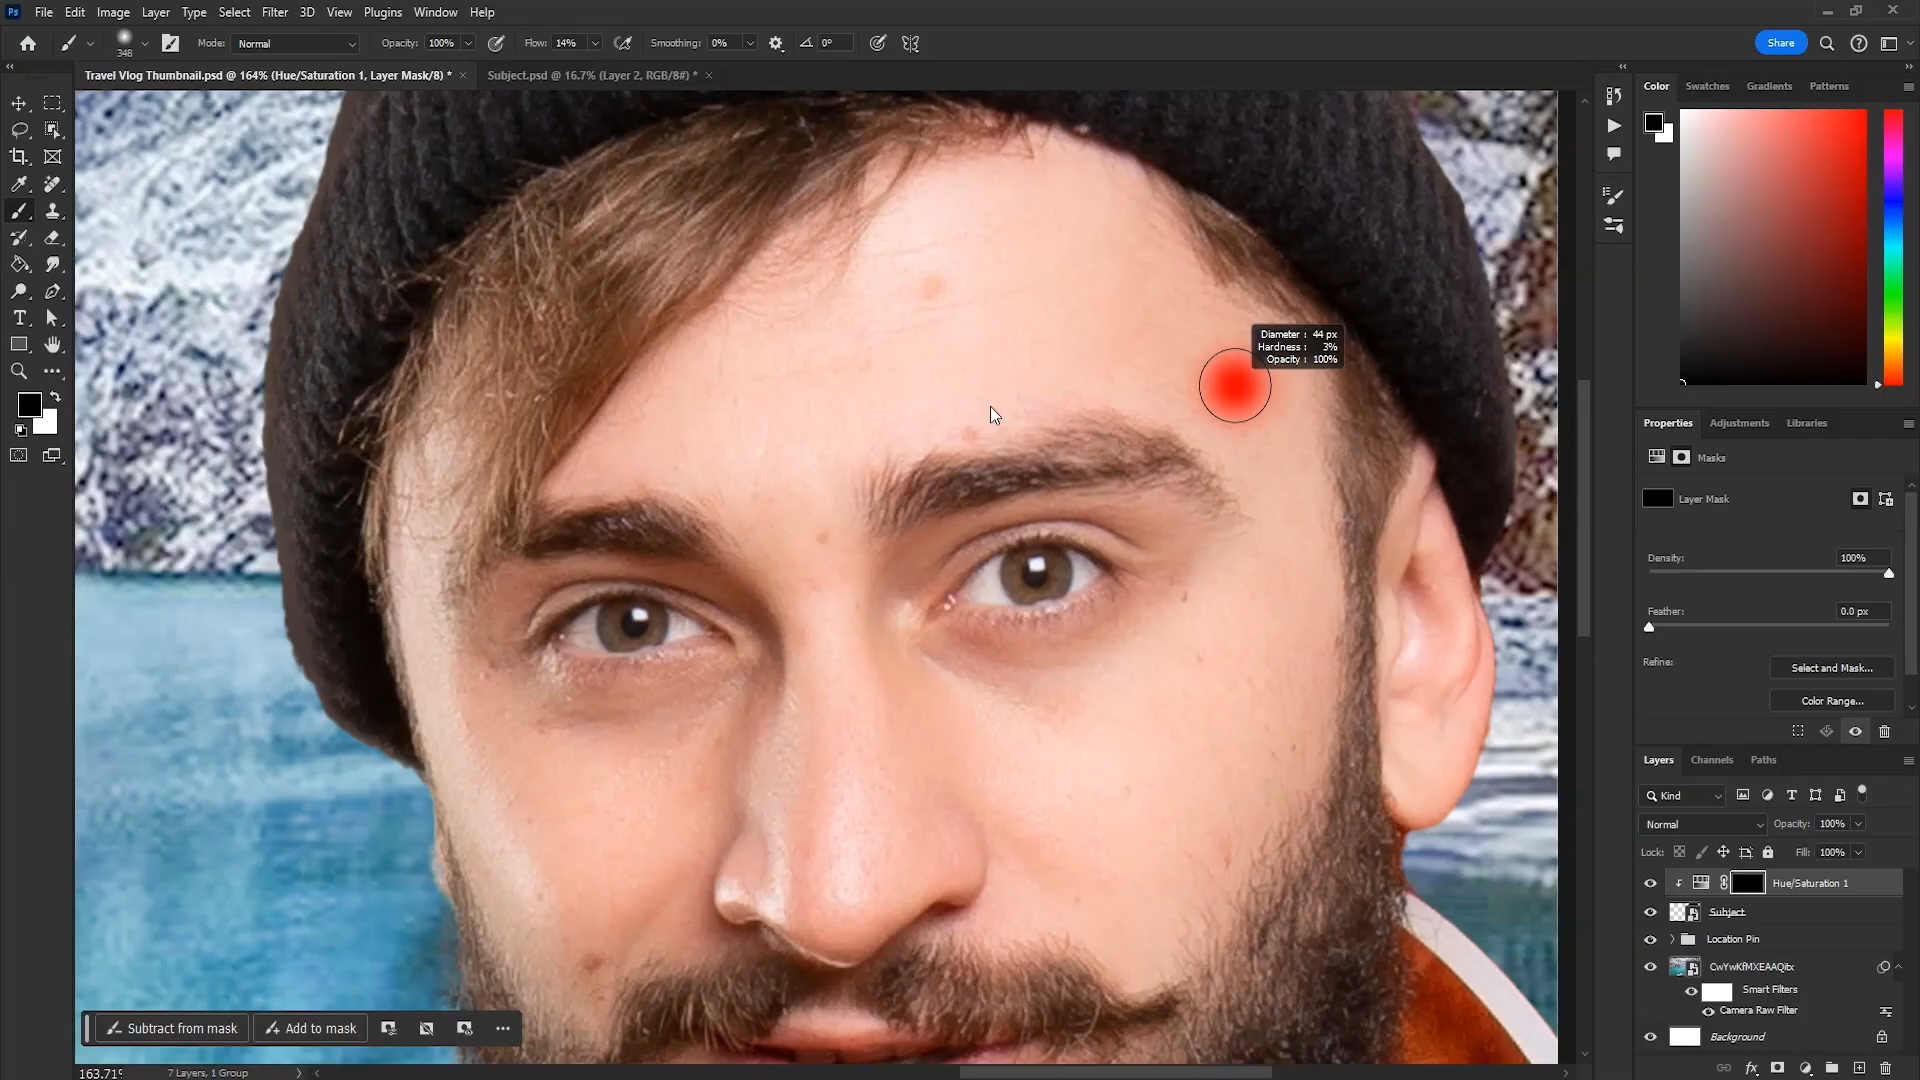 Ps File Edit Image Layer Type Select Filter 3D View Plugins Window Help
348 Mode: Normal Opacity: 100% Flow: 14% Smoothing: 0% 0° Share
Travel Vlog Thumbnail.psd @ 164% (Hue/Saturation 1, Layer Mask/8) * × Subject.psd @ 16.7% (Layer 2, RGB/8#) * ×
Color Swatches Gradients Patterns
Diameter : 44 px
Hardness : 3%
Opacity : 100%
Properties Adjustments Libraries
Masks
Layer Mask
Density: 100%
Feather: 0.0 px
Refine: Select and Mask...
Color Range...
Layers Channels Paths
Kind
Normal Opacity: 100%
Lock: Fill: 100%
Hue/Saturation 1
Subject
Location Pin
CwYwKfMXEAAQitx
Smart Filters
Camera Raw Filter
Background
Subtract from mask Add to mask
7 Layers, 1 Group